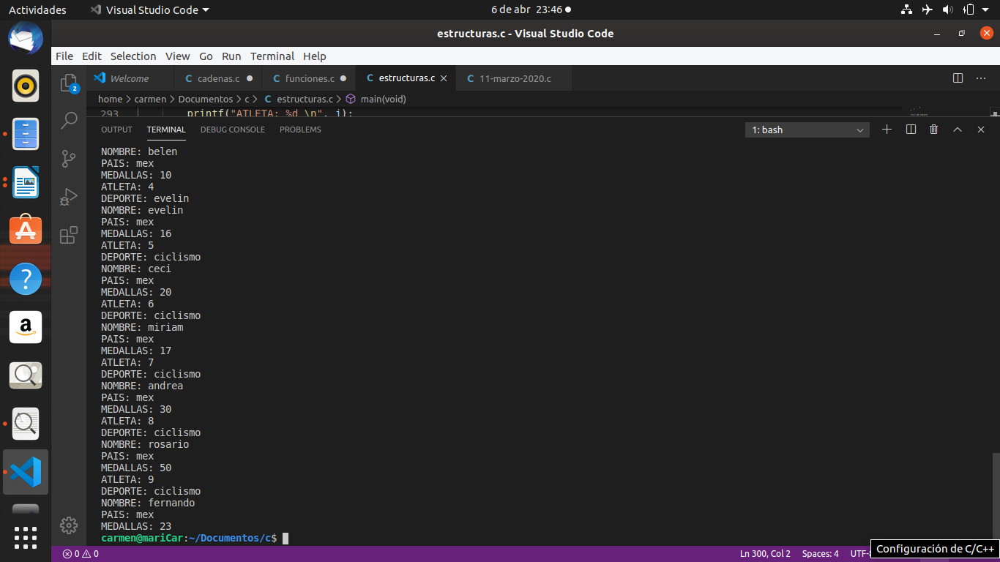 Actividades Visual Studio Code 6 de abr 23:46
estructuras.c - Visual Studio Code
File Edit Selection View Go Run Terminal Help
2
Welcome cadenas.c funciones.c estructuras.c 11-marzo-2020.c
home > carmen > Documentos > c > C estructuras.c > main(void)
293 printf("ATLETA: %d \n", i);
OUTPUT TERMINAL DEBUG CONSOLE PROBLEMS 1: bash
NOMBRE: belen
PAIS: mex
MEDALLAS: 10
ATLETA: 4
DEPORTE: evelin
NOMBRE: evelin
PAIS: mex
MEDALLAS: 16
ATLETA: 5
DEPORTE: ciclismo
NOMBRE: ceci
PAIS: mex
MEDALLAS: 20
ATLETA: 6
DEPORTE: ciclismo
NOMBRE: miriam
PAIS: mex
MEDALLAS: 17
ATLETA: 7
DEPORTE: ciclismo
NOMBRE: andrea
PAIS: mex
MEDALLAS: 30
ATLETA: 8
DEPORTE: ciclismo
NOMBRE: rosario
PAIS: mex
MEDALLAS: 50
ATLETA: 9
DEPORTE: ciclismo
NOMBRE: fernando
PAIS: mex
MEDALLAS: 23
carmen@mariCar:~/Documentos/c$
0 0 Ln 300, Col 2 Spaces: 4 UTF-
Configuración de C/C++